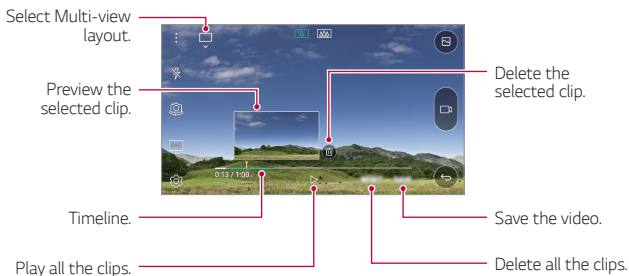 Select Multi-view
layout.
Preview the
selected clip.
Delete the
selected clip.
0:13 / 1:00
Timeline.
Save the video.
Play all the clips.
Delete all the clips.